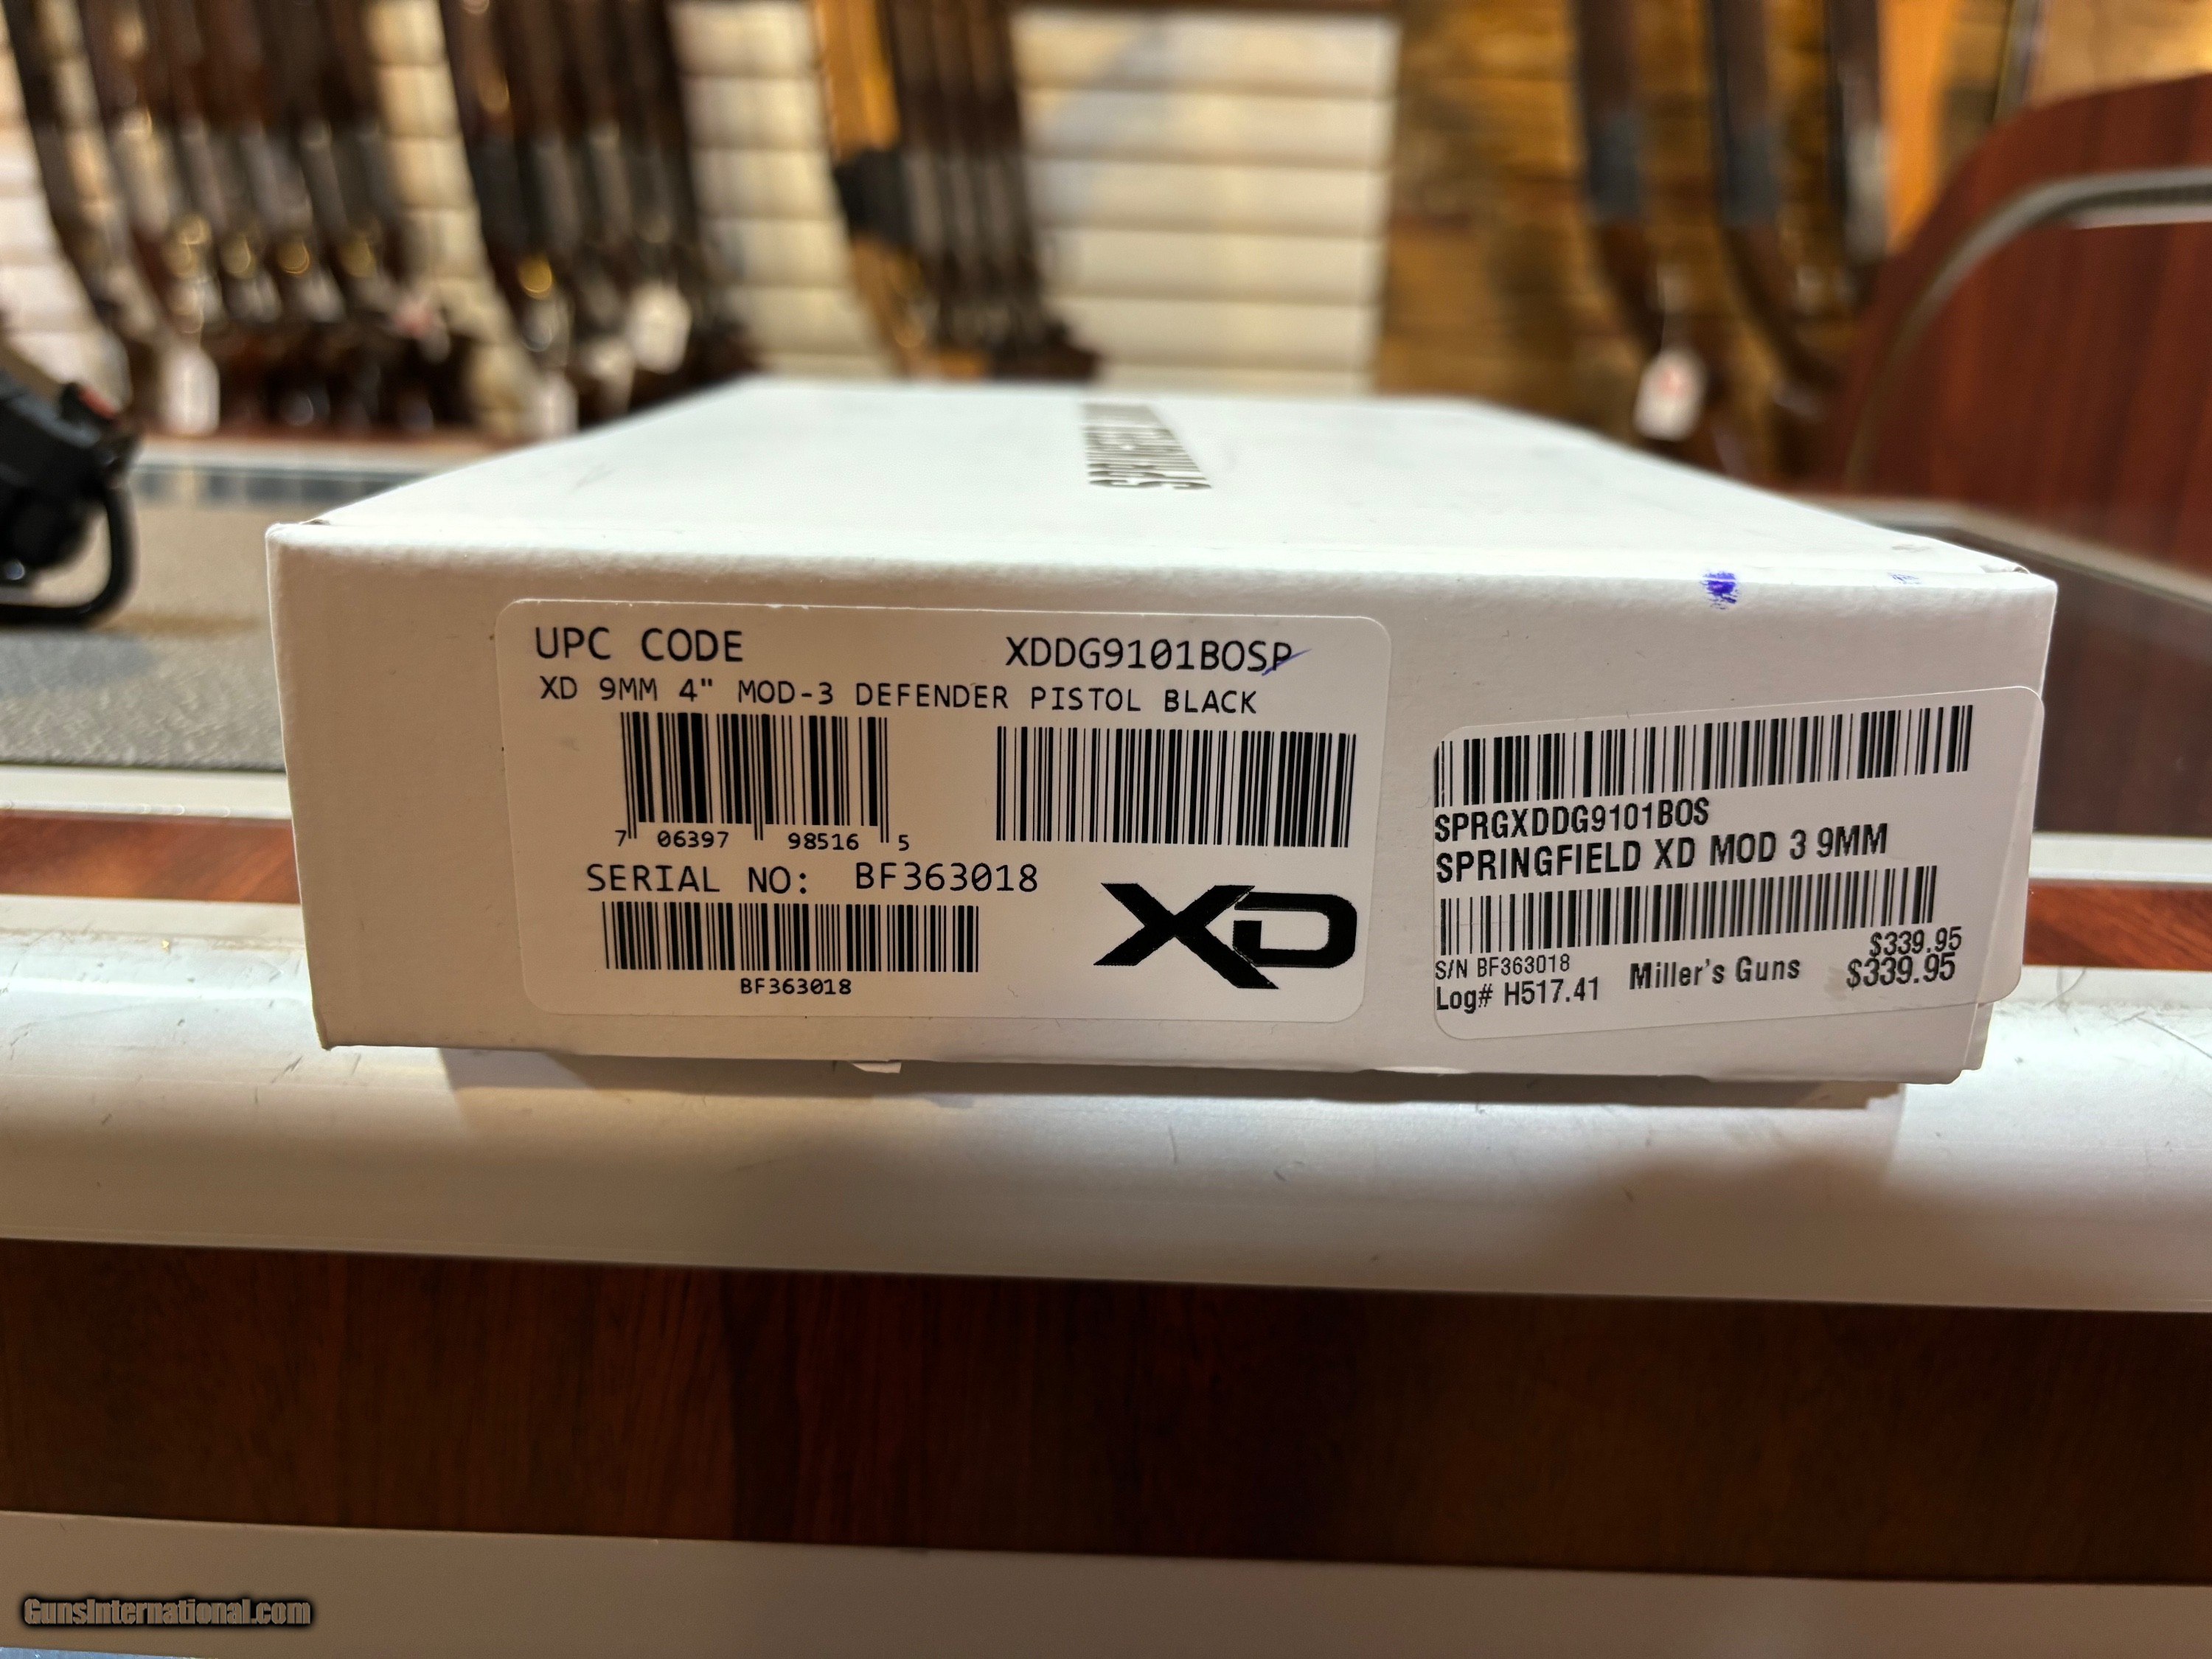 SPRINGFIELD
UPC CODE XDDG9101BOSP
XD 9MM 4" MOD-3 DEFENDER PISTOL BLACK
7 06397 98516 5
SERIAL NO: BF363018
BF363018
XD
SPRGXDDG9101BOS
SPRINGFIELD XD MOD 3 9MM
$339.95
S/N BF363018
Log# H517.41 Miller's Guns $339.95
GunsInternational.com